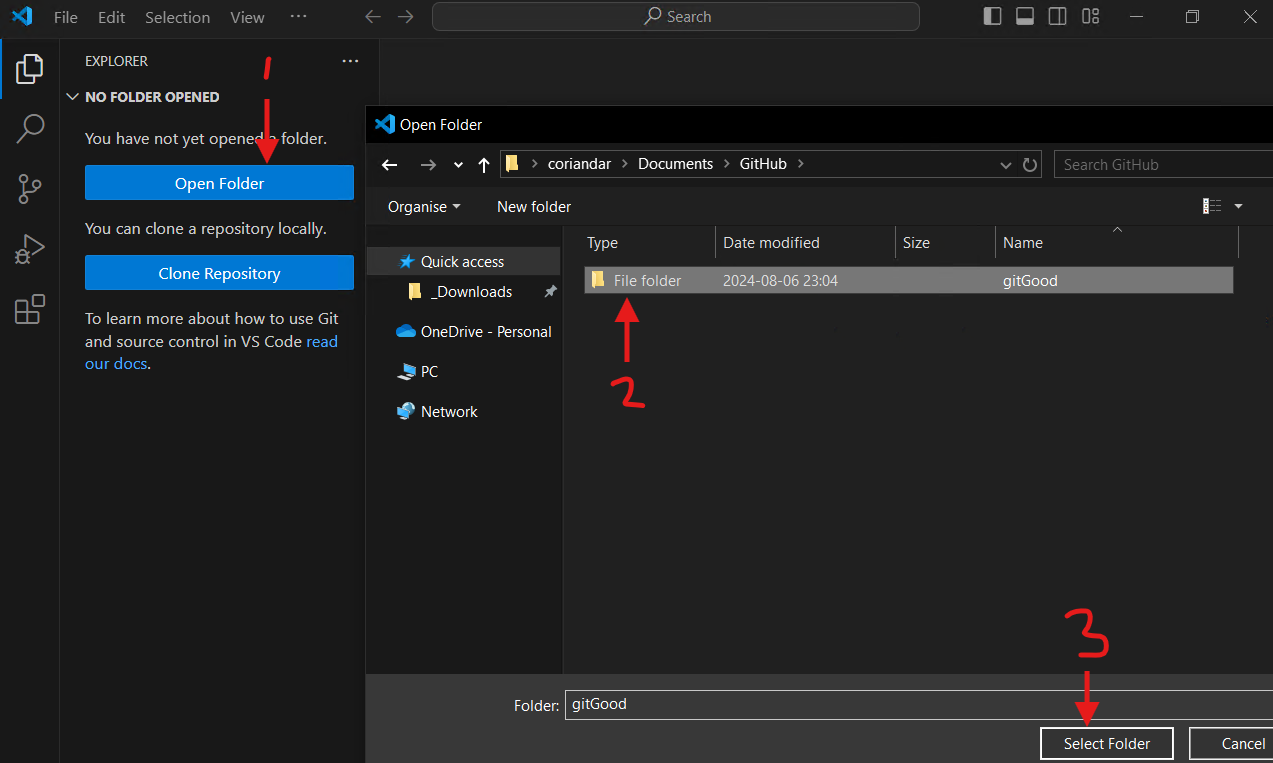 File Edit Selection View ··· Search
EXPLORER ···
1
NO FOLDER OPENED
You have not yet opened a folder.
Open Folder
You can clone a repository locally.
Clone Repository
To learn more about how to use Git
and source control in VS Code read
our docs.
Open Folder
coriandar > Documents > GitHub > Search GitHub
Organise New folder
Quick access
_Downloads
OneDrive - Personal
PC
Network
Type Date modified Size Name
File folder 2024-08-06 23:04 gitGood
2
3
Folder: gitGood
Select Folder Cancel